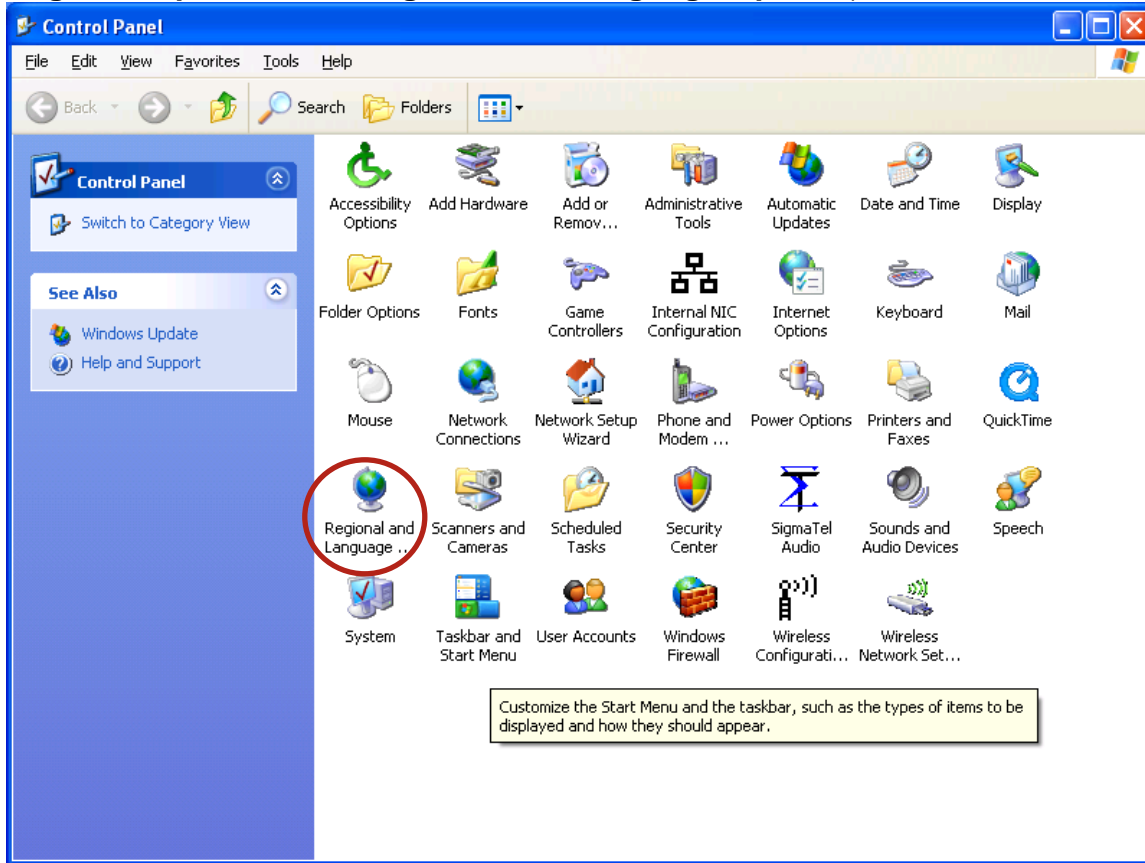 Control Panel
File Edit View Favorites Tools Help
Back Search Folders
Control Panel
Switch to Category View
See Also
Windows Update
Help and Support
Accessibility Options
Add Hardware
Add or Remov...
Administrative Tools
Automatic Updates
Date and Time
Display
Folder Options
Fonts
Game Controllers
Internal NIC Configuration
Internet Options
Keyboard
Mail
Mouse
Network Connections
Network Setup Wizard
Phone and Modem ...
Power Options
Printers and Faxes
QuickTime
Regional and Language ...
Scanners and Cameras
Scheduled Tasks
Security Center
SigmaTel Audio
Sounds and Audio Devices
Speech
System
Taskbar and Start Menu
User Accounts
Windows Firewall
Wireless Configurati...
Wireless Network Set...
Customize the Start Menu and the taskbar, such as the types of items to be
displayed and how they should appear.